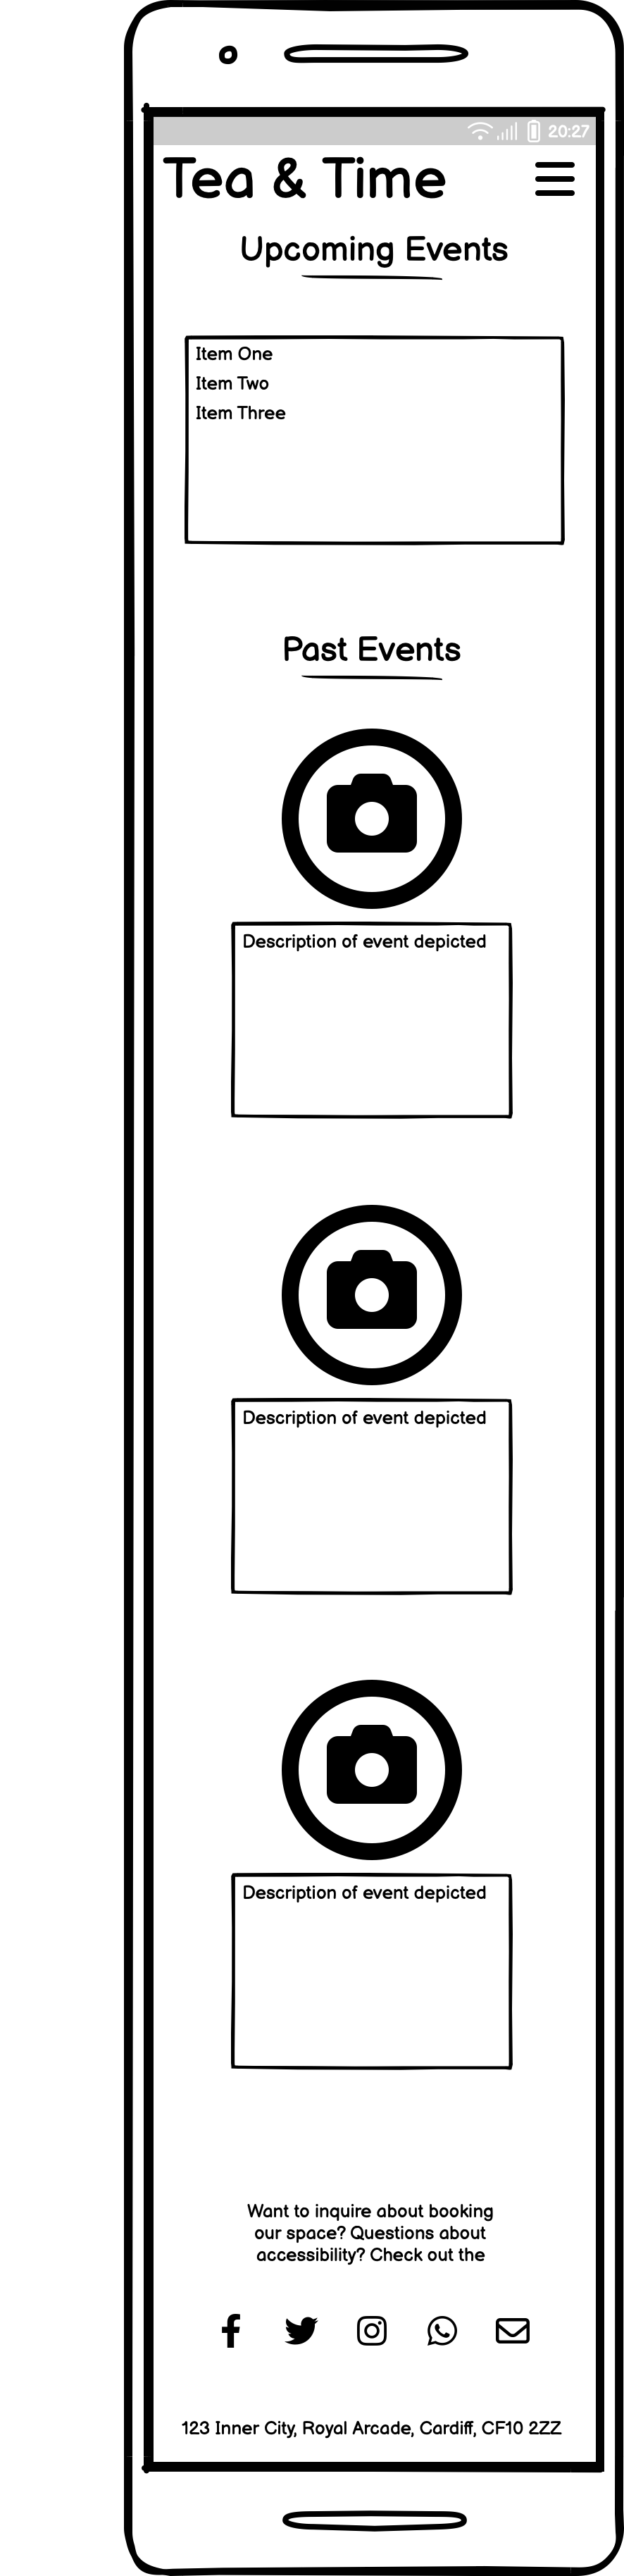 20:27
Tea & Time
Upcoming Events
Item One
Item Two
Item Three
Past Events
Description of event depicted
Description of event depicted
Description of event depicted
Want to inquire about booking
our space? Questions about
accessibility? Check out the
123 Inner City, Royal Arcade, Cardiff, CF10 2ZZ